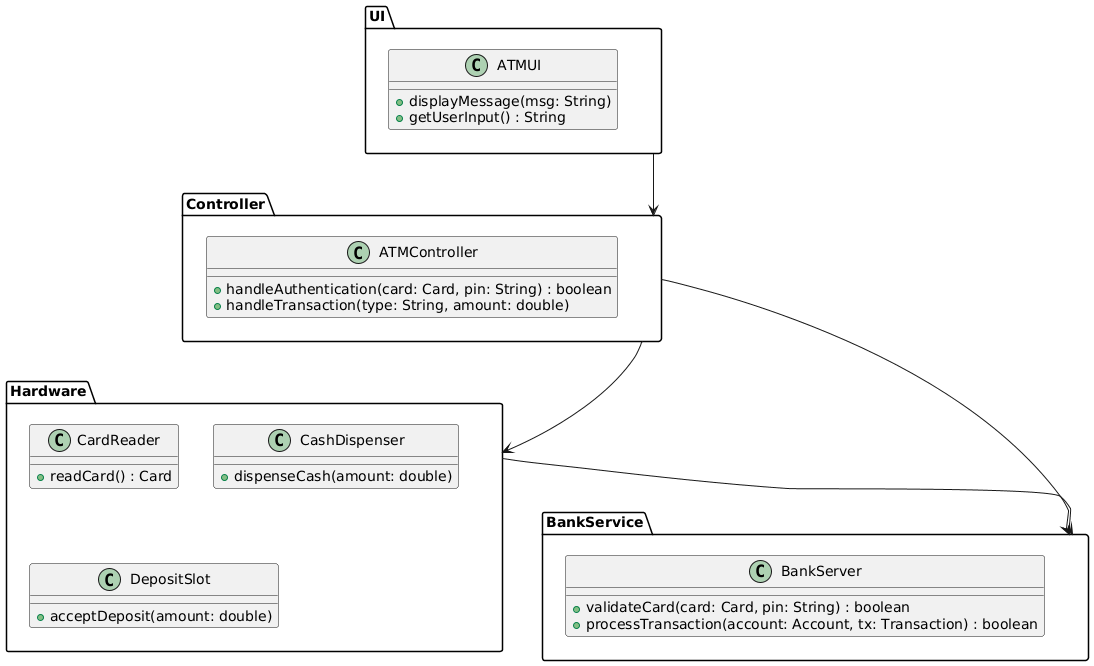 UI
C ATMUI
displayMessage(msg: String)
getUserInput() : String
Controller
C ATMController
handleAuthentication(card: Card, pin: String) : boolean
handleTransaction(type: String, amount: double)
Hardware
C CardReader
readCard() : Card
C CashDispenser
dispenseCash(amount: double)
C DepositSlot
acceptDeposit(amount: double)
BankService
C BankServer
validateCard(card: Card, pin: String) : boolean
processTransaction(account: Account, tx: Transaction) : boolean